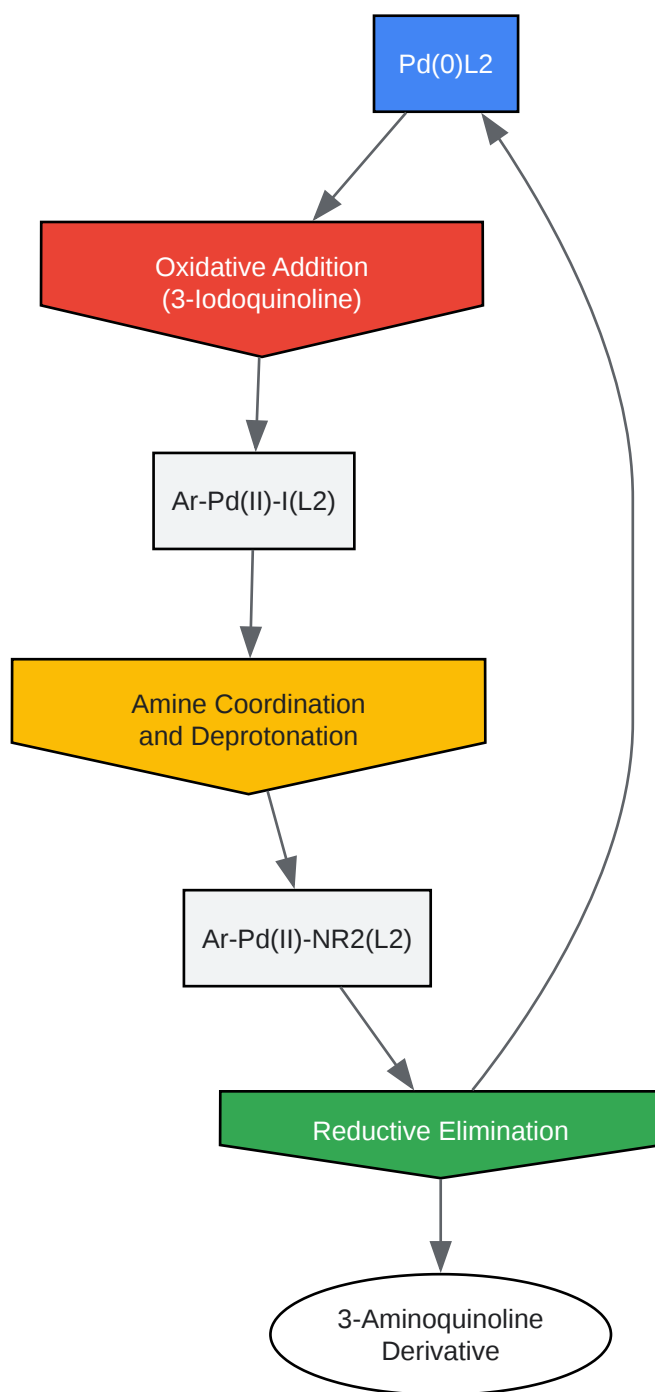 Pd(0)L2
Oxidative Addition
(3-Iodoquinoline)
Ar-Pd(II)-I(L2)
Amine Coordination
and Deprotonation
Ar-Pd(II)-NR2(L2)
Reductive Elimination
3-Aminoquinoline
Derivative